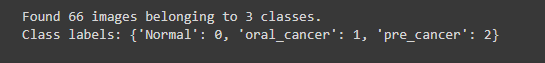 Found 66 images belonging to 3 classes.
Class labels: {'Normal': 0, 'oral_cancer': 1, 'pre_cancer': 2}